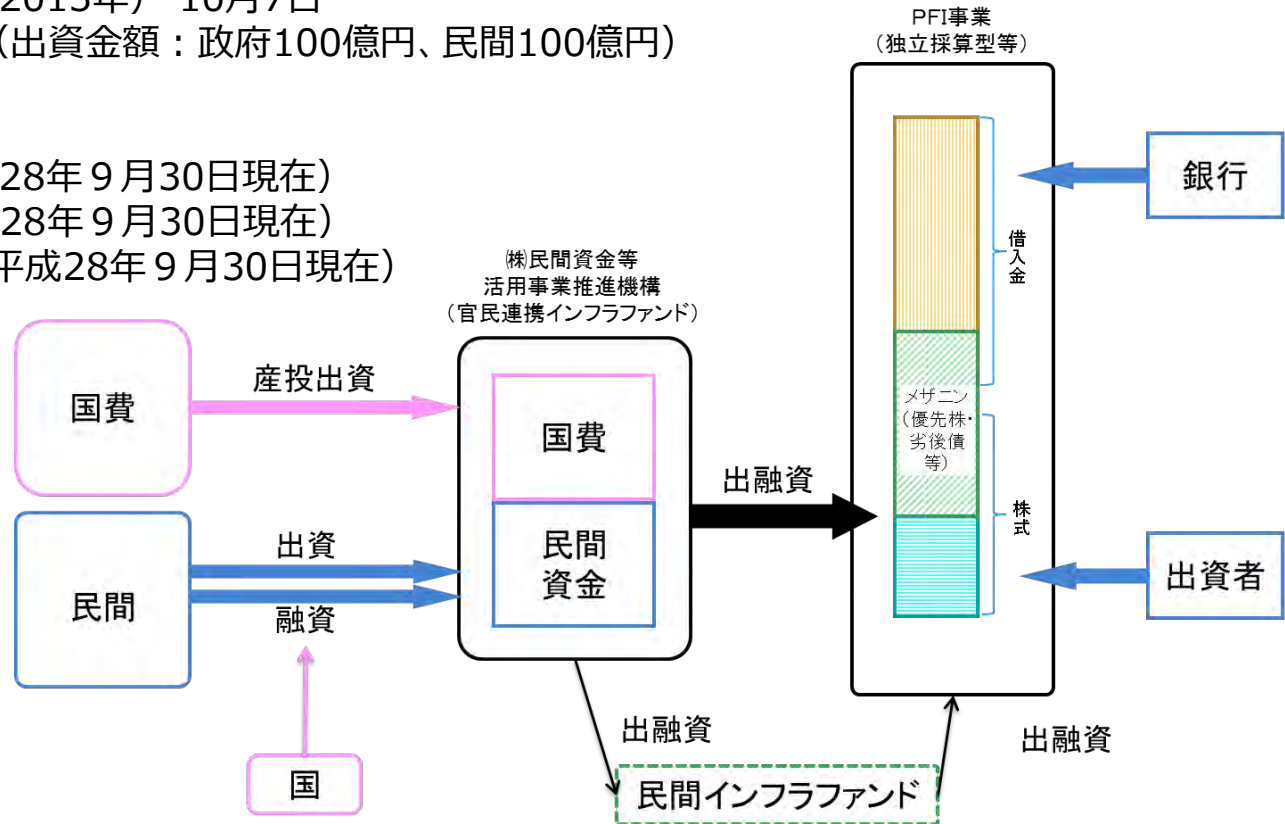 2013年） 10月7日
（出資金額：政府100億円、民間100億円）
28年９月30日現在）
28年９月30日現在）
平成28年９月30日現在）
PFI事業
（独立採算型等）
銀行
借入金
㈱民間資金等
活用事業推進機構
（官民連携インフラファンド）
国費
産投出資
国費
メザニン
（優先株・
劣後債
等）
出融資
株式
民間
出資
融資
民間
資金
出資者
国
出融資
出融資
民間インフラファンド